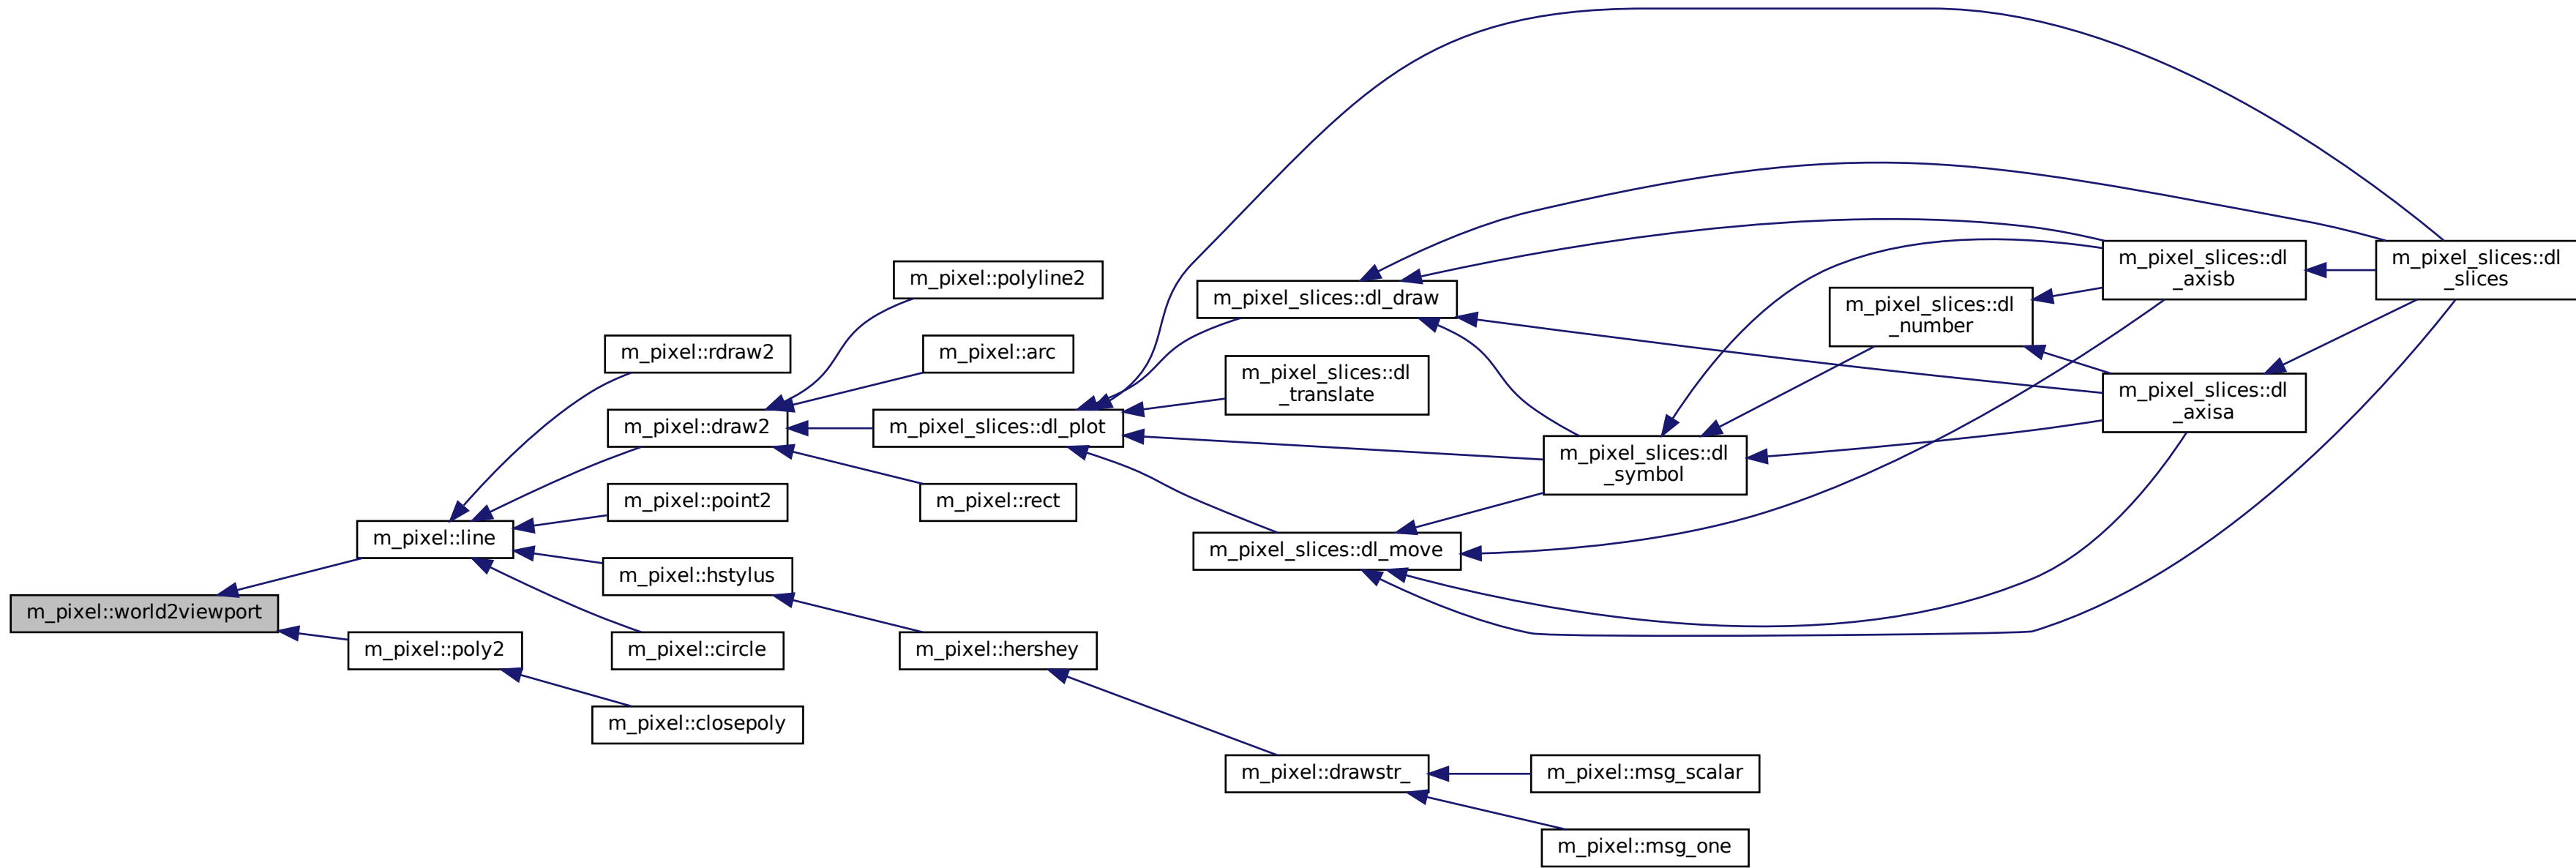 m_pixel::world2viewport
m_pixel::line
m_pixel::poly2
m_pixel::rdraw2
m_pixel::draw2
m_pixel::point2
m_pixel::hstylus
m_pixel::circle
m_pixel::closepoly
m_pixel::polyline2
m_pixel::arc
m_pixel_slices::dl_plot
m_pixel::rect
m_pixel::hershey
m_pixel_slices::dl_draw
m_pixel_slices::dl
_translate
m_pixel_slices::dl_move
m_pixel::drawstr_
m_pixel_slices::dl
_symbol
m_pixel::msg_scalar
m_pixel::msg_one
m_pixel_slices::dl
_number
m_pixel_slices::dl
_axisb
m_pixel_slices::dl
_axisa
m_pixel_slices::dl
_slices